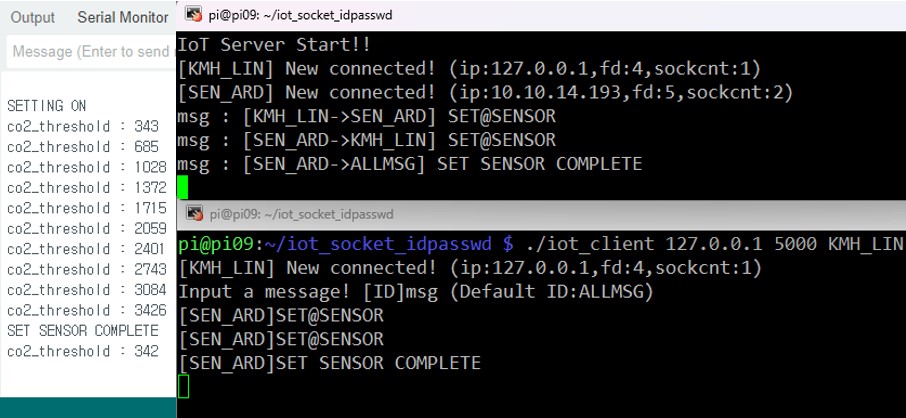 Output Serial Monitor
Message (Enter to send
SETTING ON
co2_threshold : 343
co2_threshold : 685
co2_threshold : 1028
co2_threshold : 1372
co2_threshold : 1715
co2_threshold : 2059
co2_threshold : 2401
co2_threshold : 2743
co2_threshold : 3084
co2_threshold : 3426
SET SENSOR COMPLETE
co2_threshold : 342
pi@pi09: ~/iot_socket_idpasswd
IoT Server Start!!
[KMH_LIN] New connected! (ip:127.0.0.1,fd:4,sockcnt:1)
[SEN_ARD] New connected! (ip:10.10.14.193,fd:5,sockcnt:2)
msg : [KMH_LIN->SEN_ARD] SET@SENSOR
msg : [SEN_ARD->KMH_LIN] SET@SENSOR
msg : [SEN_ARD->ALLMSG] SET SENSOR COMPLETE
pi@pi09: ~/iot_socket_idpasswd
pi@pi09:~/iot_socket_idpasswd $ ./iot_client 127.0.0.1 5000 KMH_LIN
[KMH_LIN] New connected! (ip:127.0.0.1,fd:4,sockcnt:1)
Input a message! [ID]msg (Default ID:ALLMSG)
[SEN_ARD]SET@SENSOR
[SEN_ARD]SET@SENSOR
[SEN_ARD]SET SENSOR COMPLETE